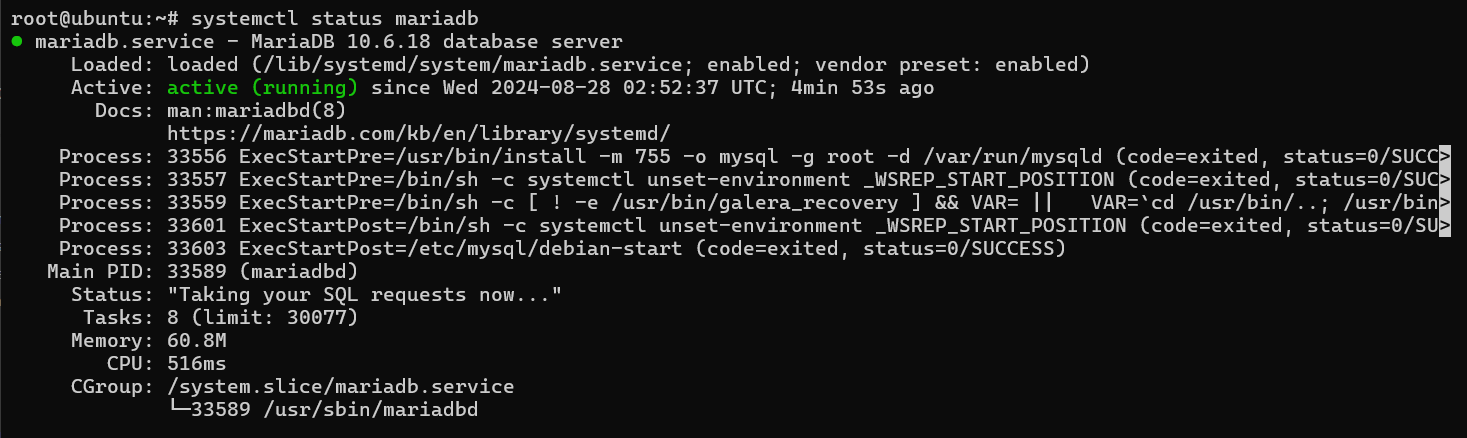 root@ubuntu:~# systemctl status mariadb
● mariadb.service - MariaDB 10.6.18 database server
     Loaded: loaded (/lib/systemd/system/mariadb.service; enabled; vendor preset: enabled)
     Active: active (running) since Wed 2024-08-28 02:52:37 UTC; 4min 53s ago
       Docs: man:mariadbd(8)
             https://mariadb.com/kb/en/library/systemd/
    Process: 33556 ExecStartPre=/usr/bin/install -m 755 -o mysql -g root -d /var/run/mysqld (code=exited, status=0/SUCC>
    Process: 33557 ExecStartPre=/bin/sh -c systemctl unset-environment _WSREP_START_POSITION (code=exited, status=0/SUC>
    Process: 33559 ExecStartPre=/bin/sh -c [ ! -e /usr/bin/galera_recovery ] && VAR= ||   VAR=`cd /usr/bin/..; /usr/bin>
    Process: 33601 ExecStartPost=/bin/sh -c systemctl unset-environment _WSREP_START_POSITION (code=exited, status=0/SU>
    Process: 33603 ExecStartPost=/etc/mysql/debian-start (code=exited, status=0/SUCCESS)
   Main PID: 33589 (mariadbd)
     Status: "Taking your SQL requests now..."
      Tasks: 8 (limit: 30077)
     Memory: 60.8M
        CPU: 516ms
     CGroup: /system.slice/mariadb.service
             └─33589 /usr/sbin/mariadbd